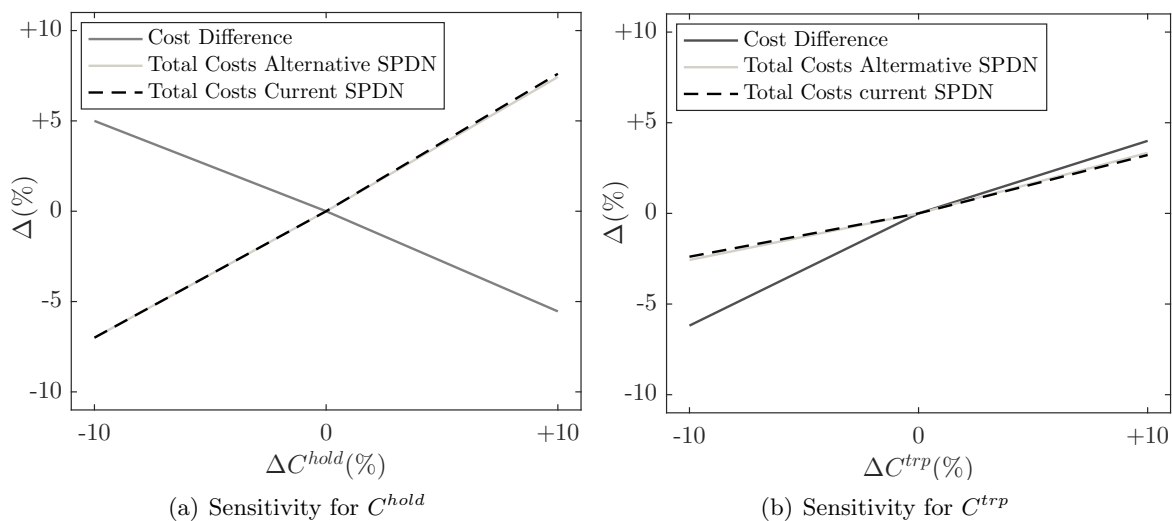 +10
+5
0
-5
-10
Δ(%)
Cost Difference
Total Costs Alternative SPDN
Total Costs Current SPDN
-10
0
+10
ΔC^{hold}(%)
(a) Sensitivity for C^{hold}
+10
+5
0
-5
-10
Δ(%)
Cost Difference
Total Costs Altermative SPDN
Total Costs current SPDN
-10
0
+10
ΔC^{trp}(%)
(b) Sensitivity for C^{trp}